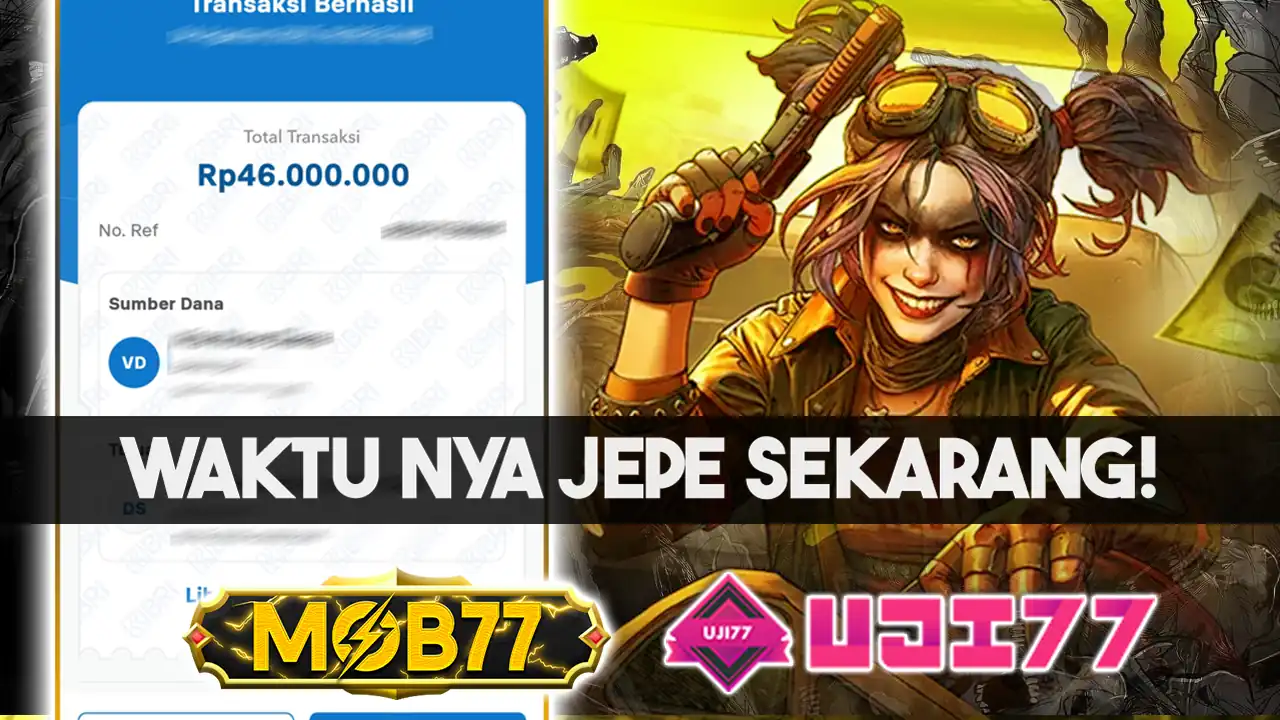 Transaksi Berhasil
Total Transaksi
Rp46.000.000
No. Ref
Sumber Dana
VD
WAKTU NYA JEPE SEKARANG!
DS
MOB77
UJI77
UJI77